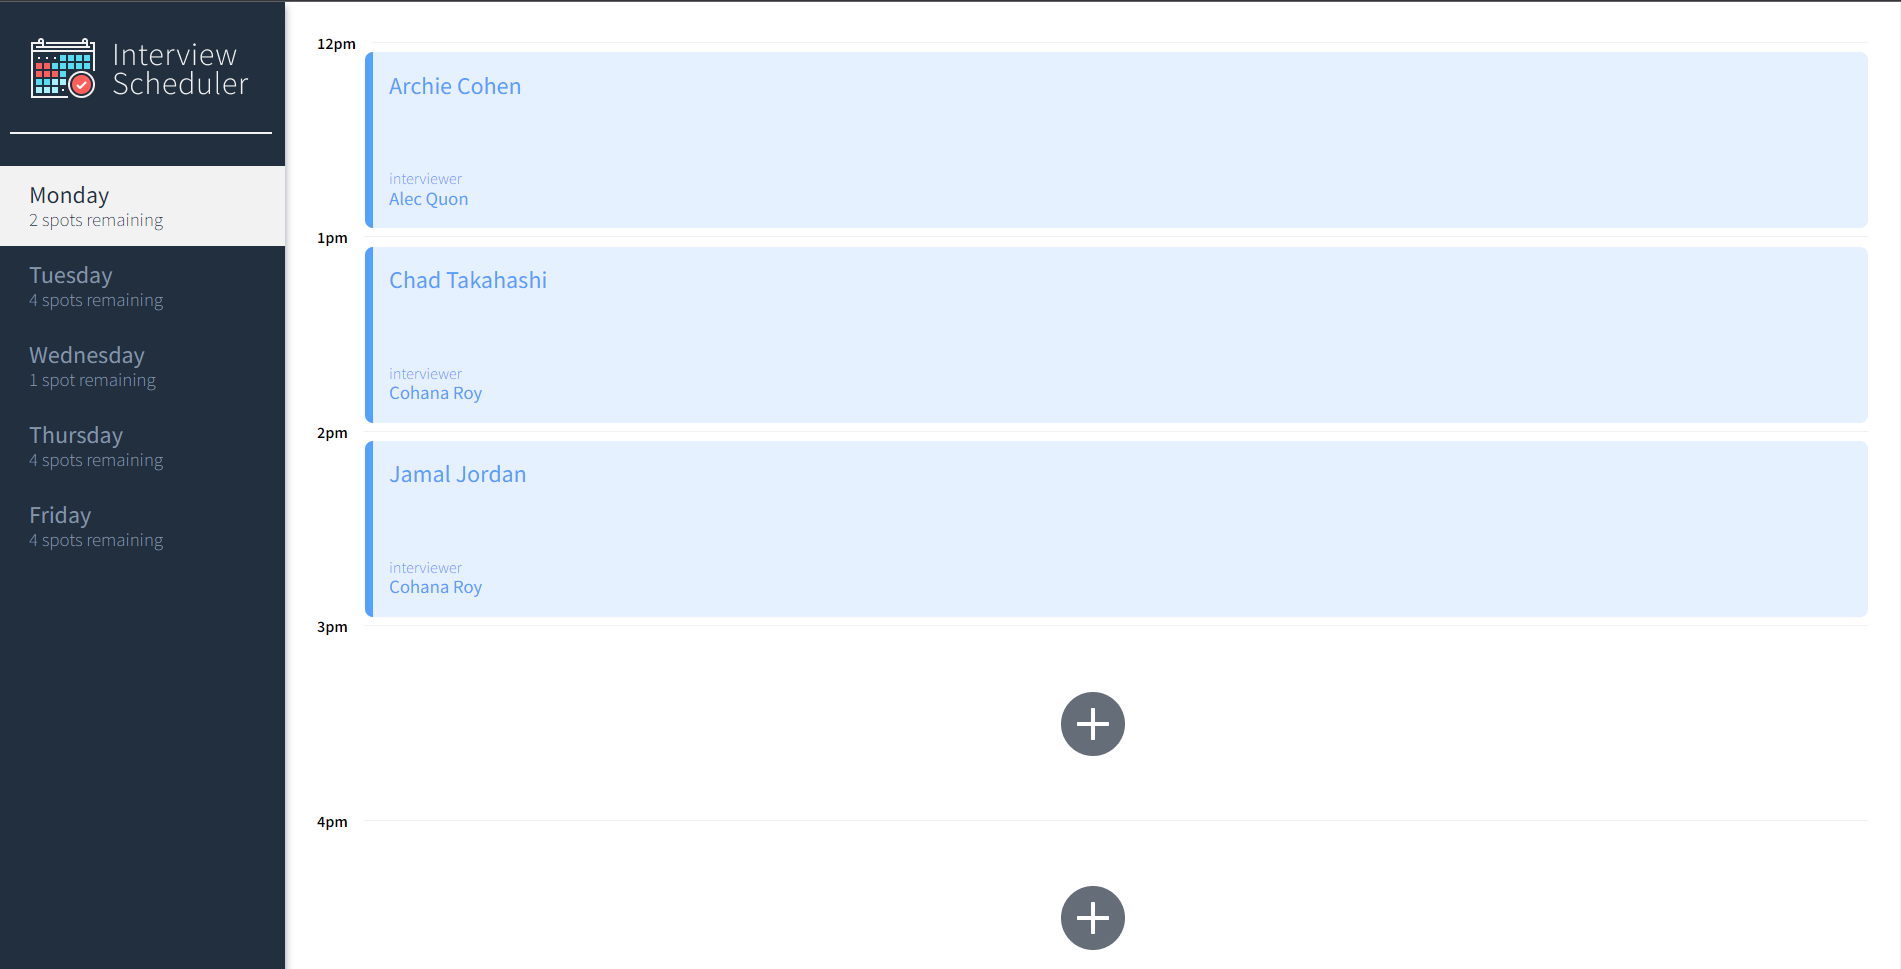 Interview
Scheduler
Monday
2 spots remaining
Tuesday
4 spots remaining
Wednesday
1 spot remaining
Thursday
4 spots remaining
Friday
4 spots remaining
12pm
Archie Cohen
interviewer
Alec Quon
1pm
Chad Takahashi
interviewer
Cohana Roy
2pm
Jamal Jordan
interviewer
Cohana Roy
3pm
4pm